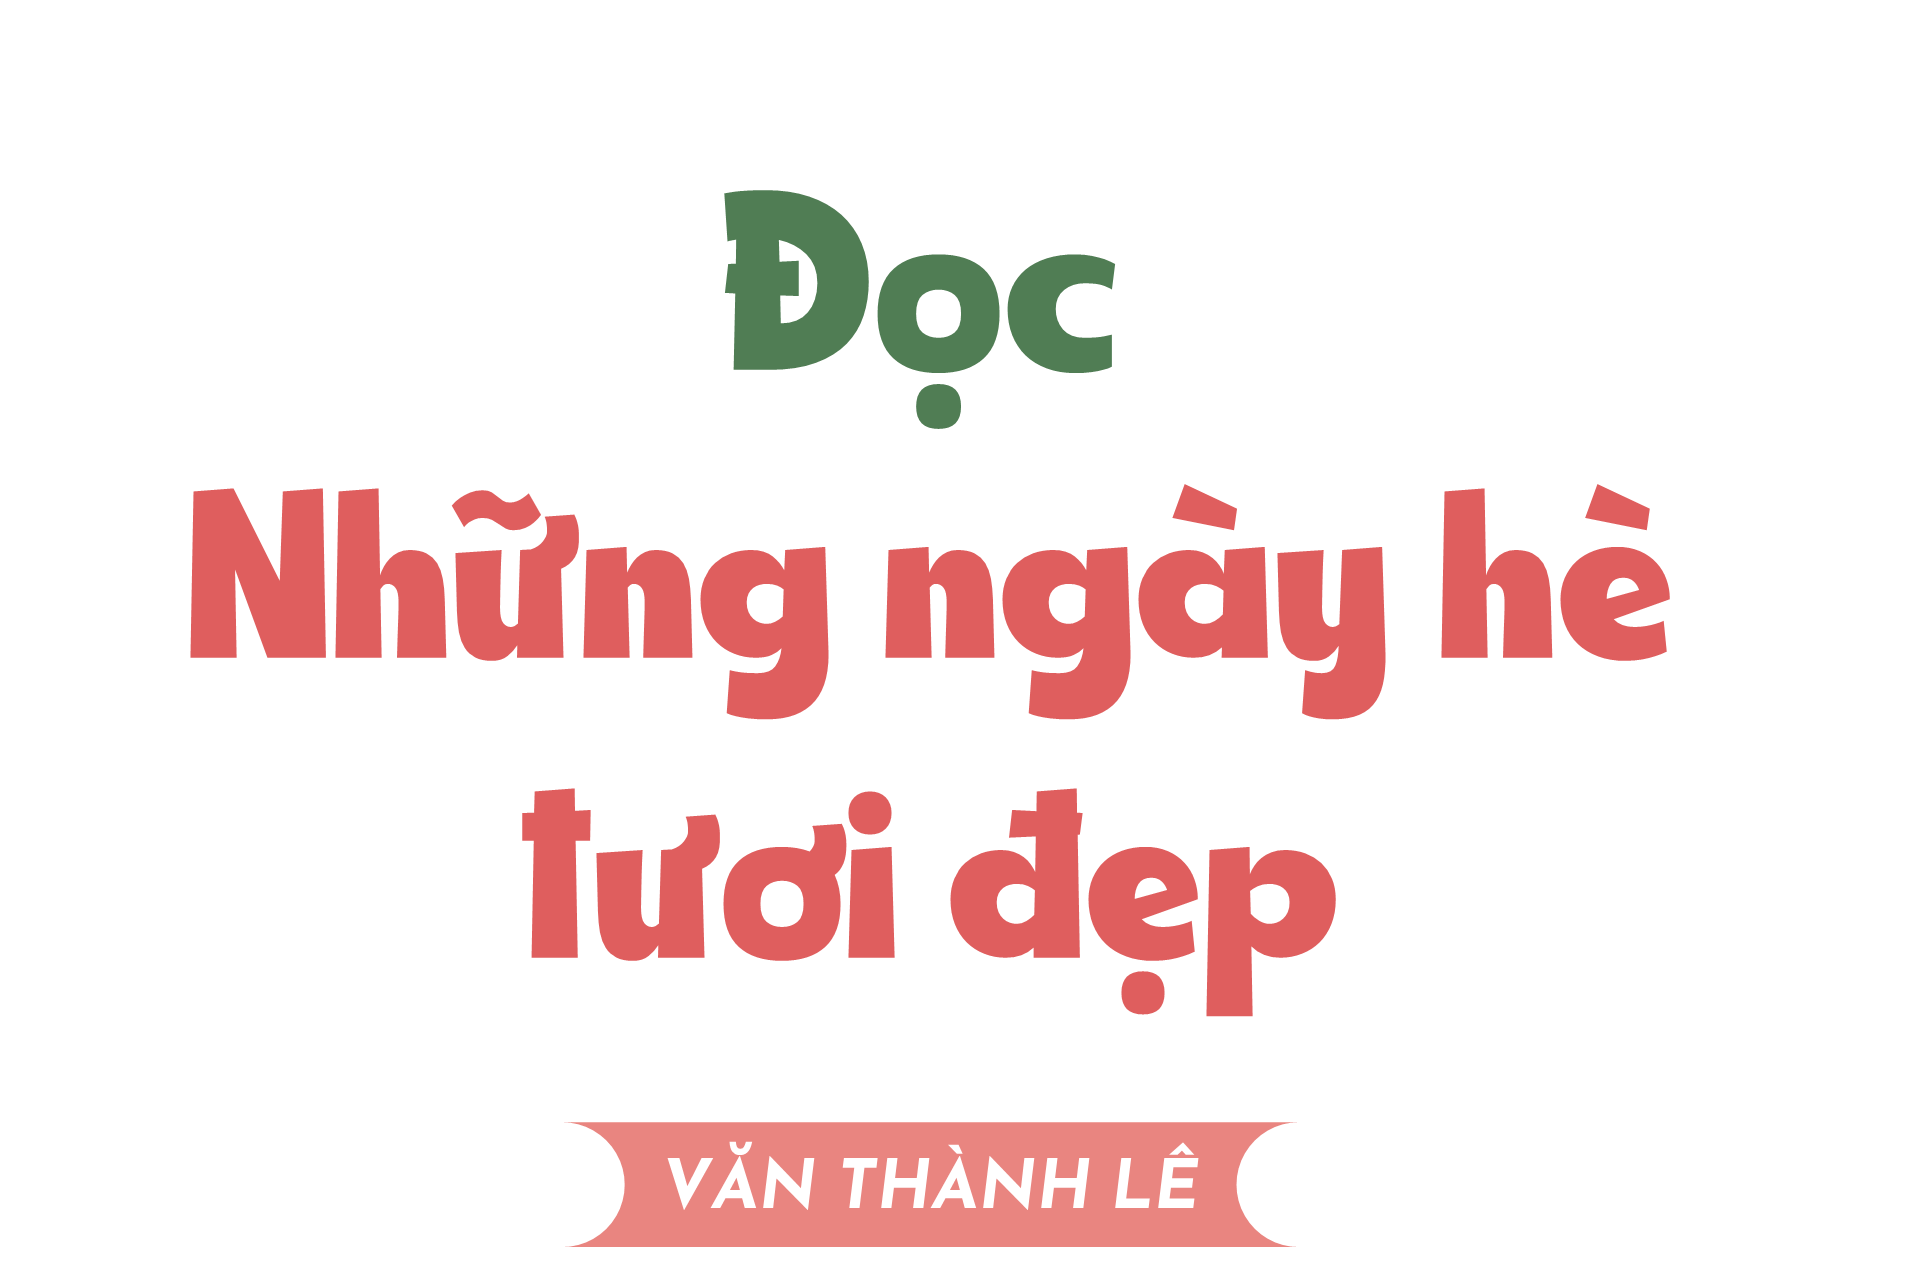 Đọc
Những ngày hè
tươi đẹp
VĂN THÀNH LÊ